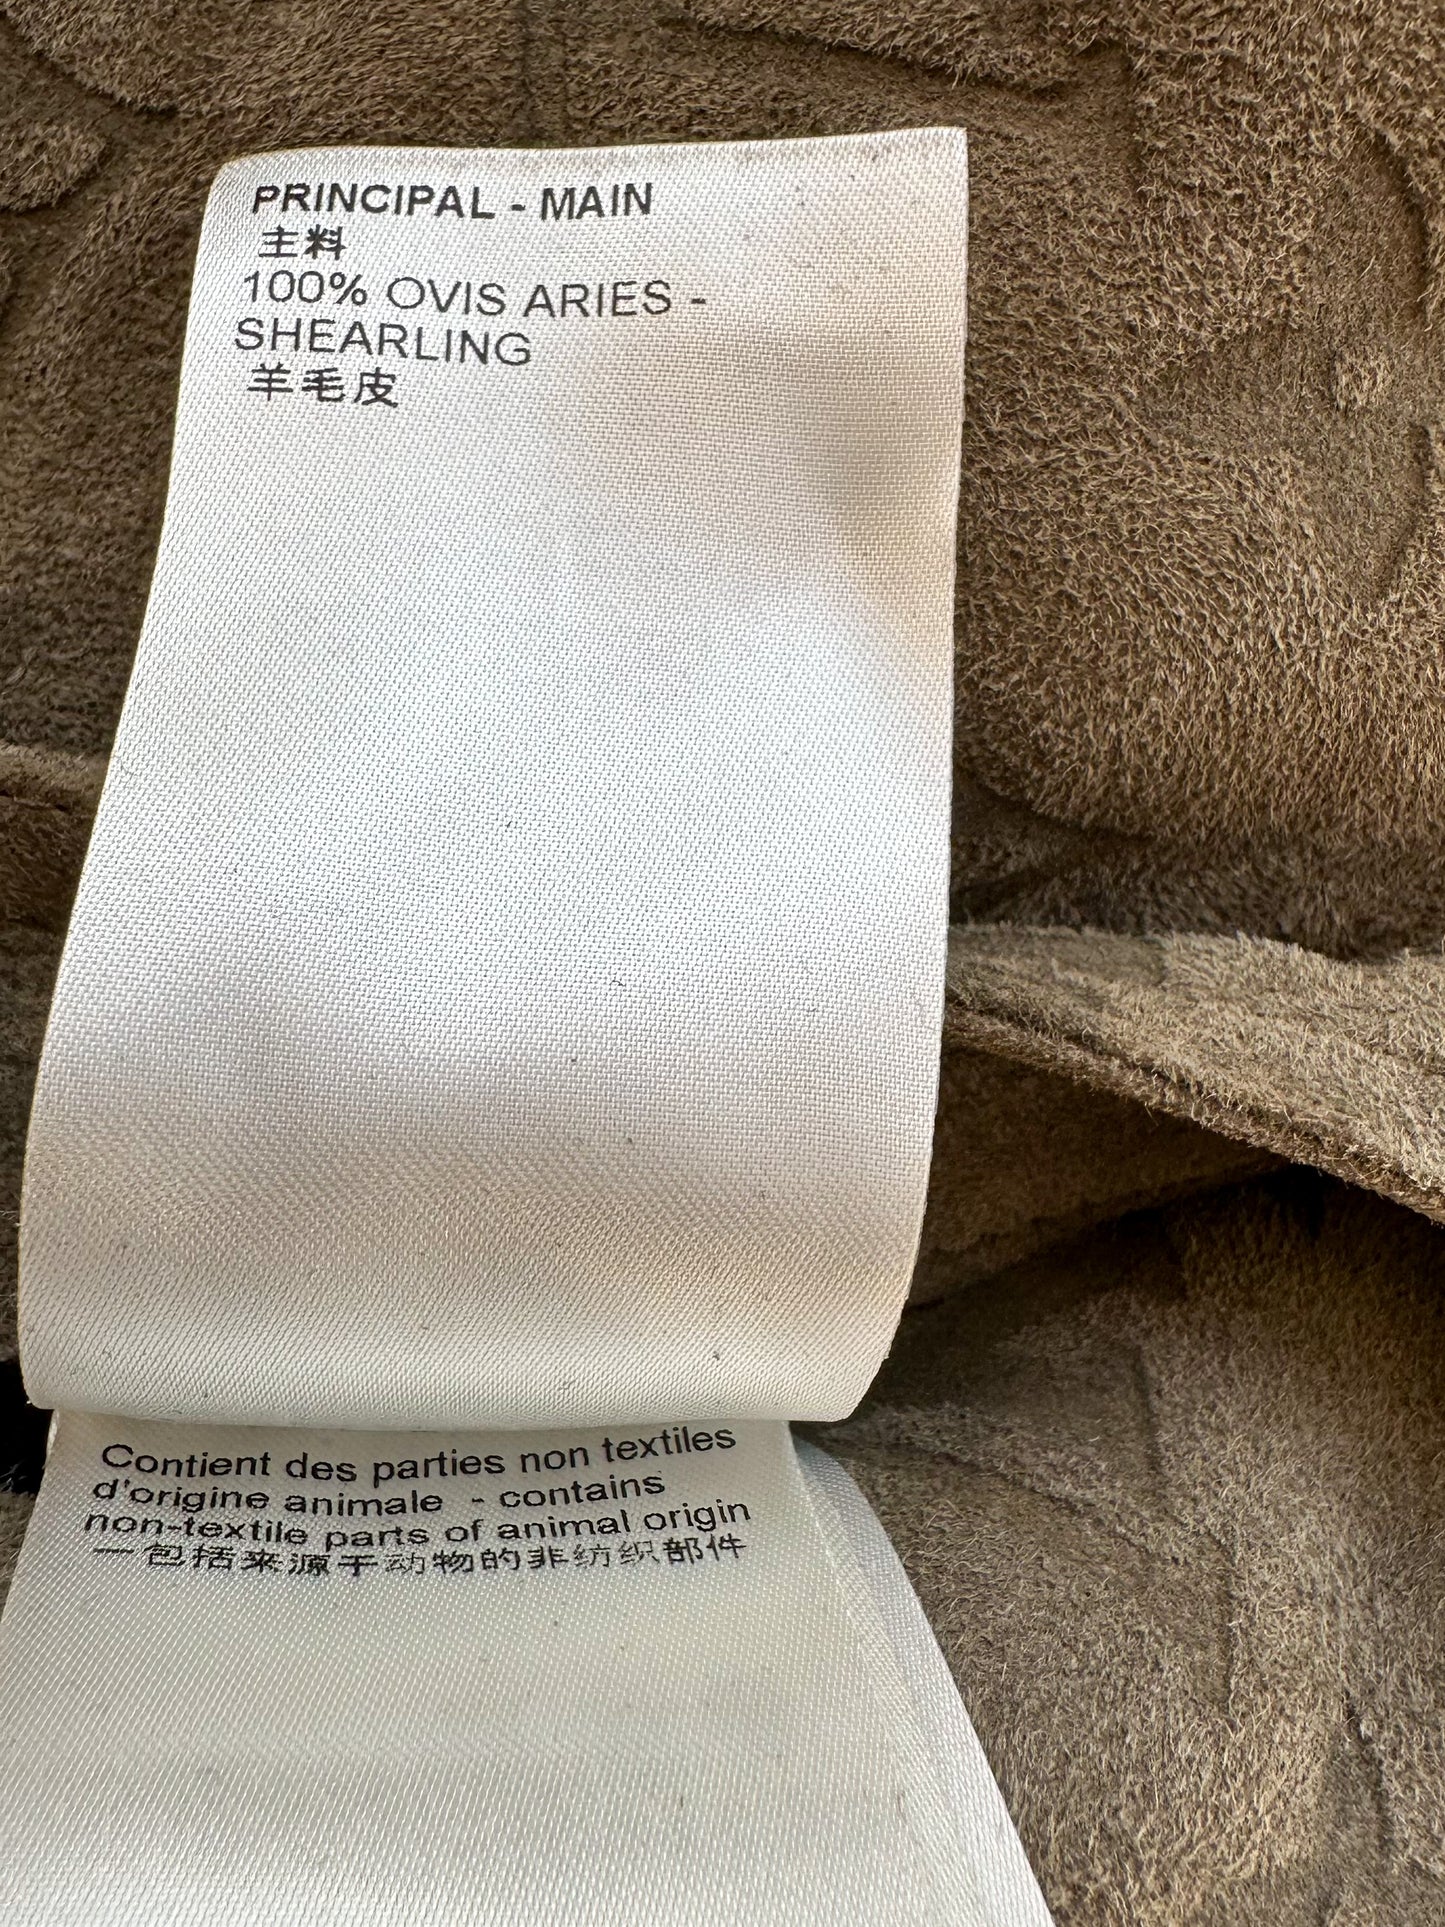 PRINCIPAL - MAIN
主料
100% OVIS ARIES -
SHEARLING
羊毛皮
Contient des parties non textiles
d'origine animale - contains
non-textile parts of animal origin
一包括来源于动物的非纺织部件